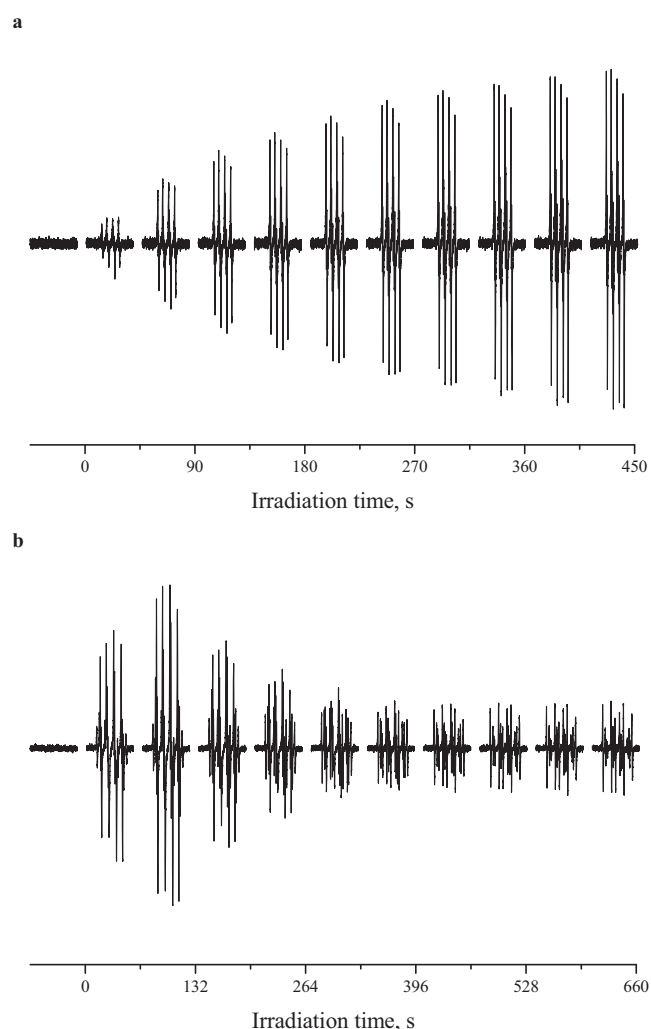 a
0 90 180 270 360 450
Irradiation time, s
b
0 132 264 396 528 660
Irradiation time, s